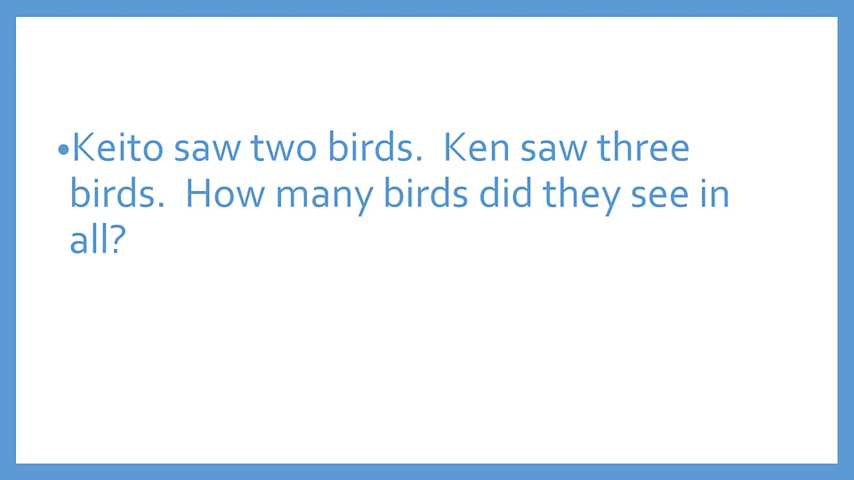 •Keito saw two birds.  Ken saw three
birds.  How many birds did they see in
all?